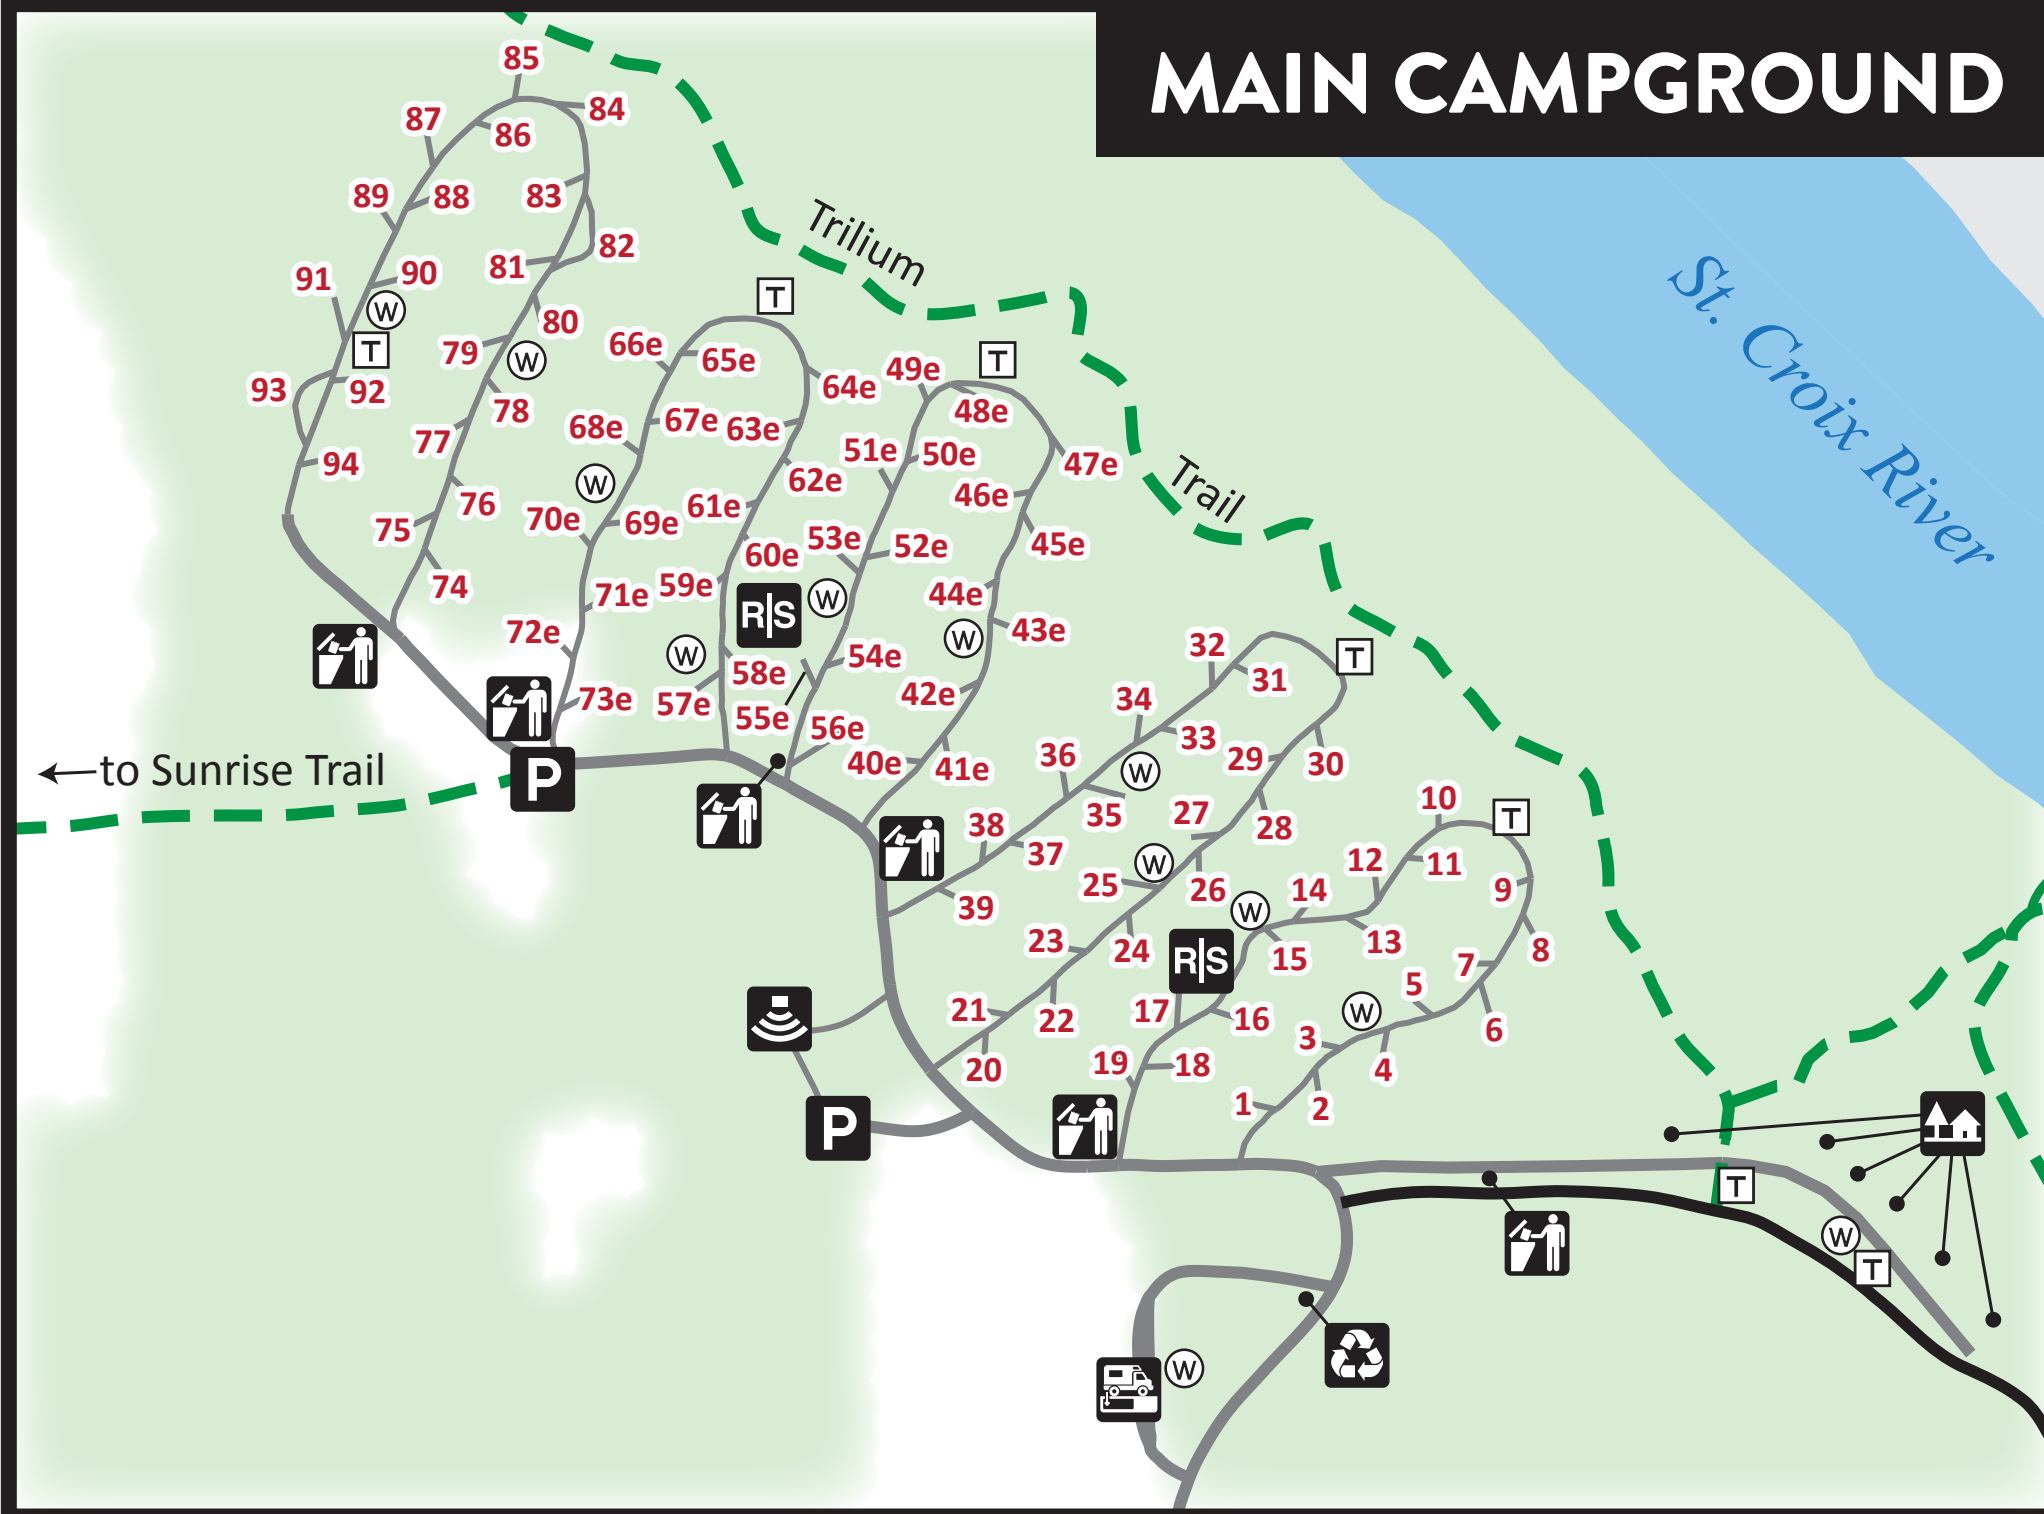 MAIN CAMPGROUND
85
84
87
86
89
88
83
Trilium
82
81
91
90
W
T
80
66e
T
79
W
65e
49e
T
93
92
64e
48e
78
68e
67e
63e
77
51e
50e
94
62e
47e
W
46e
Trail
76
61e
70e
69e
75
53e
52e
45e
60e
74
71e
59e
44e
R|S
W
72e
43e
W
32
W
58e
54e
T
31
73e
57e
42e
34
55e
56e
33
36
29
30
to Sunrise Trail
P
40e
41e
W
St. Croix River
10
35
27
28
T
38
37
W
12
11
25
26
14
9
39
W
23
24
13
8
R|S
15
7
5
21
22
17
16
W
6
3
20
19
18
4
1
2
P
T
W
T
W